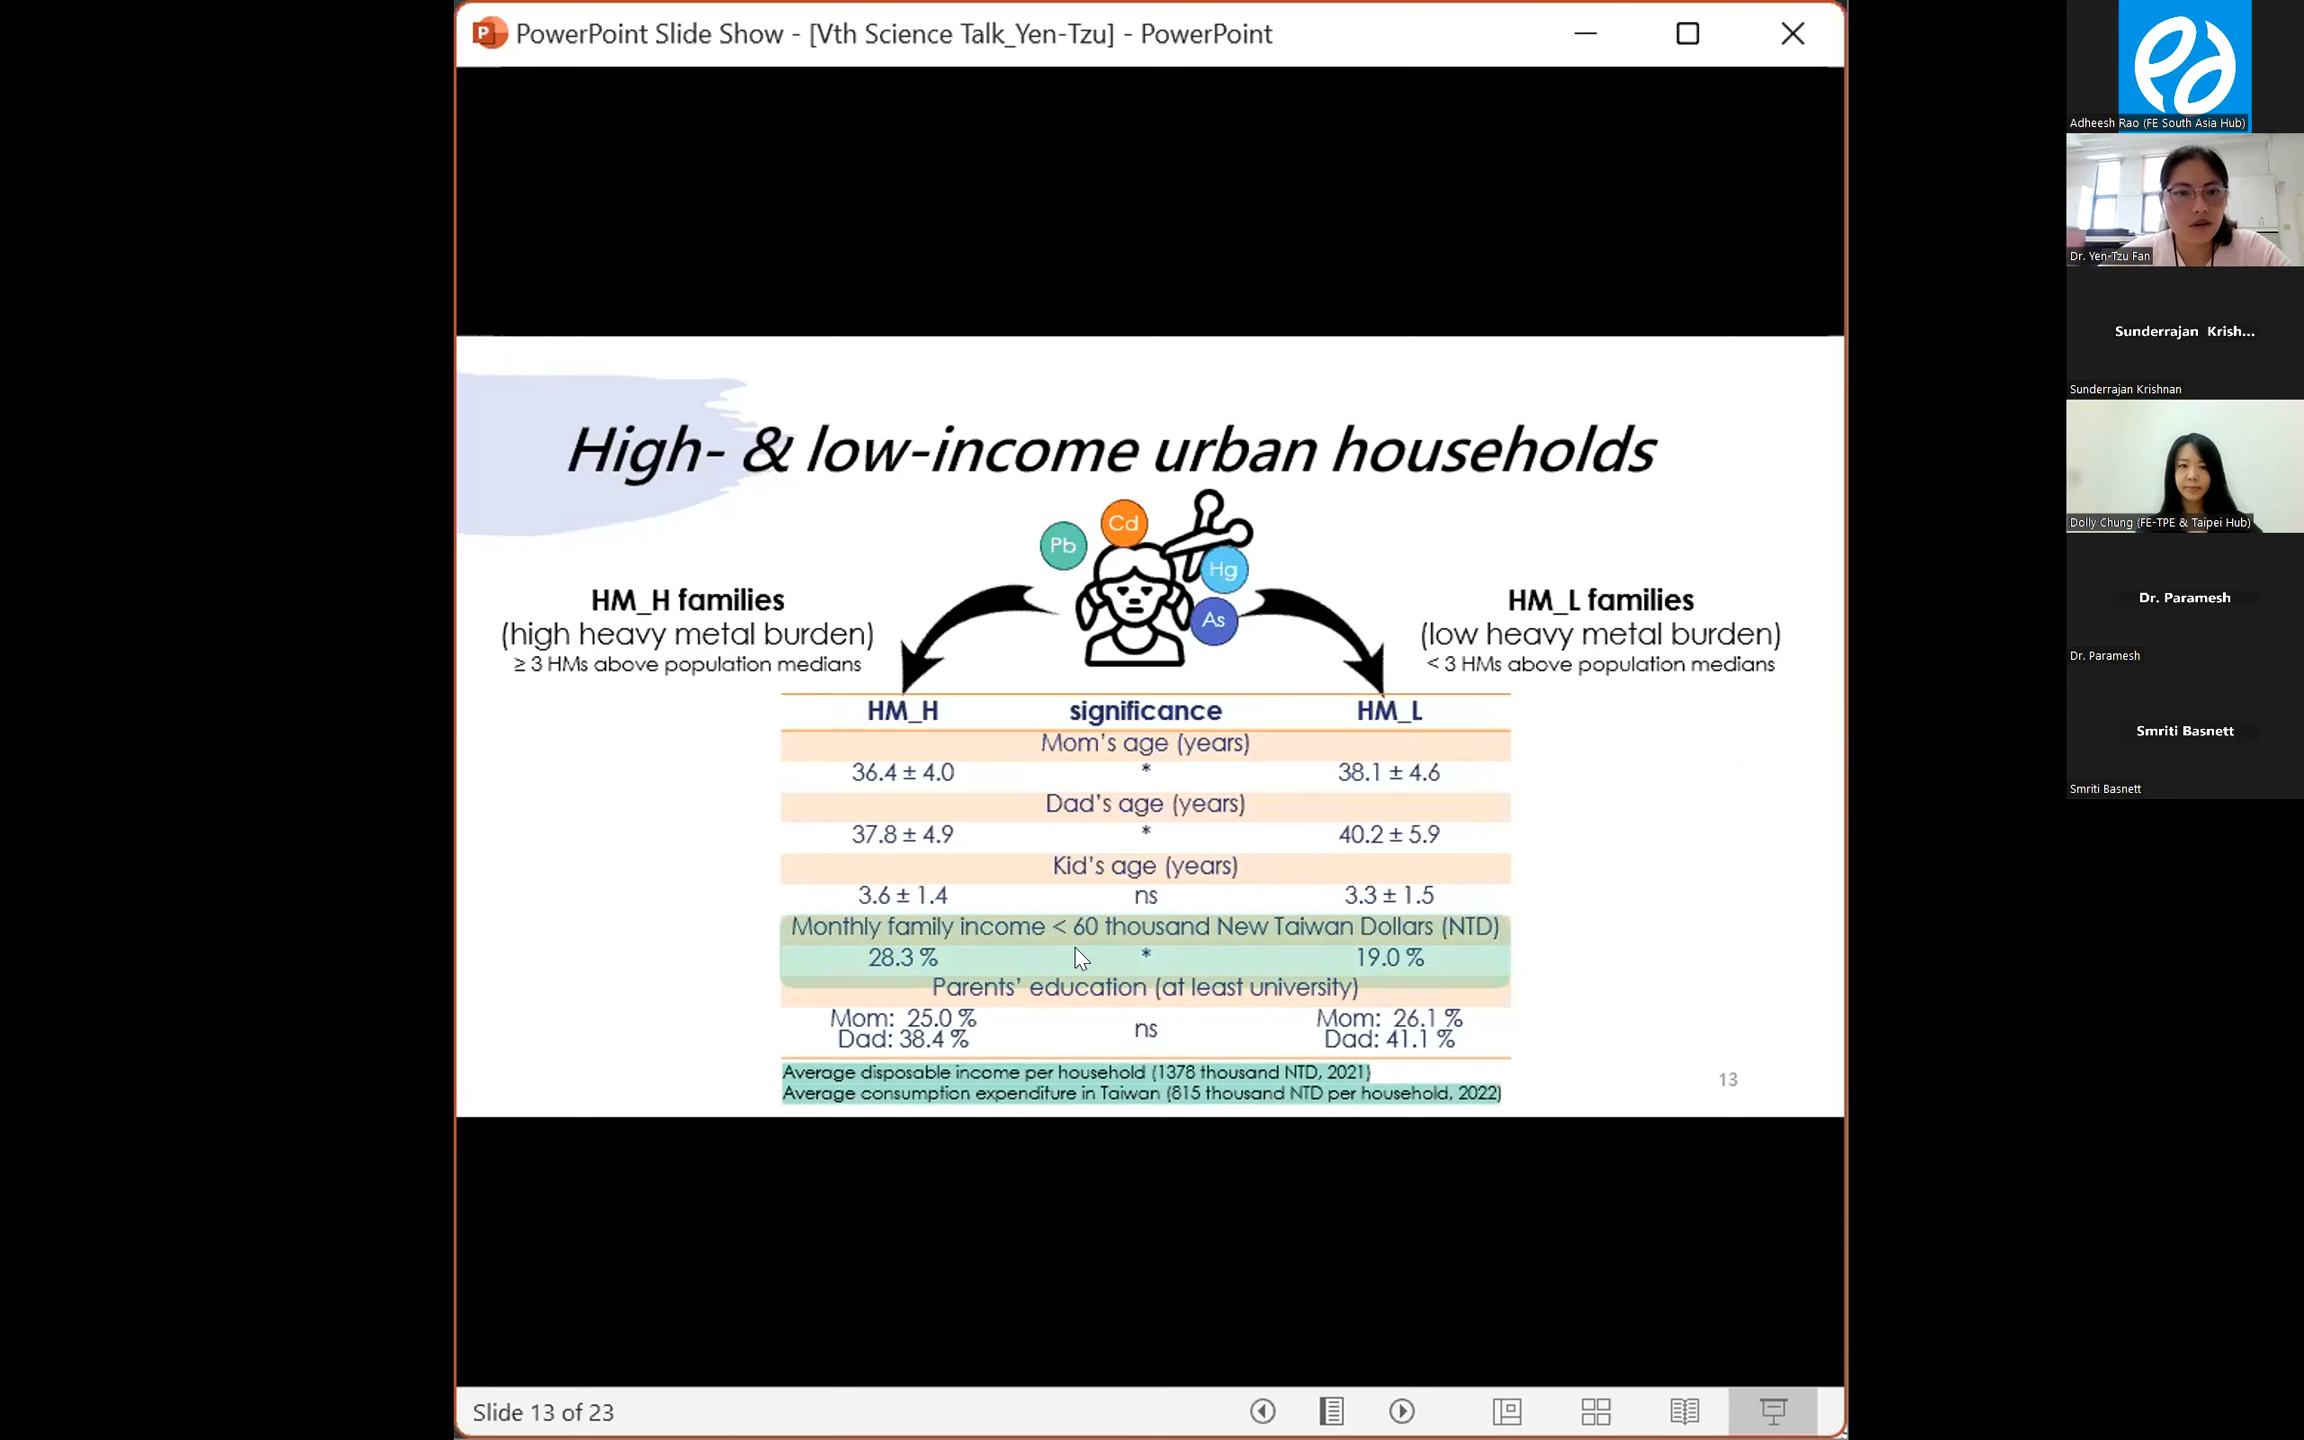 PowerPoint Slide Show - [Vth Science Talk_Yen-Tzu] - PowerPoint
High- & low-income urban households
Pb
Cd
Hg
As
HM_H families
(high heavy metal burden)
≥ 3 HMs above population medians
HM_L families
(low heavy metal burden)
< 3 HMs above population medians
HM_H significance HM_L
Mom's age (years)
36.4 ± 4.0 * 38.1 ± 4.6
Dad's age (years)
37.8 ± 4.9 * 40.2 ± 5.9
Kid's age (years)
3.6 ± 1.4 ns 3.3 ± 1.5
Monthly family income < 60 thousand New Taiwan Dollars (NTD)
28.3 % * 19.0 %
Parents' education (at least university)
Mom: 25.0 % Mom: 26.1 %
ns
Dad: 38.4 % Dad: 41.1 %
Average disposable income per household (1378 thousand NTD, 2021)
Average consumption expenditure in Taiwan (815 thousand NTD per household, 2022)
13
Slide 13 of 23
Adheesh Rao (FE South Asia Hub)
Dr. Yen-Tzu Fan
Sunderrajan Krish...
Sunderrajan Krishnan
Dolly Chung (FE-TPE & Taipei Hub)
Dr. Paramesh
Dr. Paramesh
Smriti Basnett
Smriti Basnett